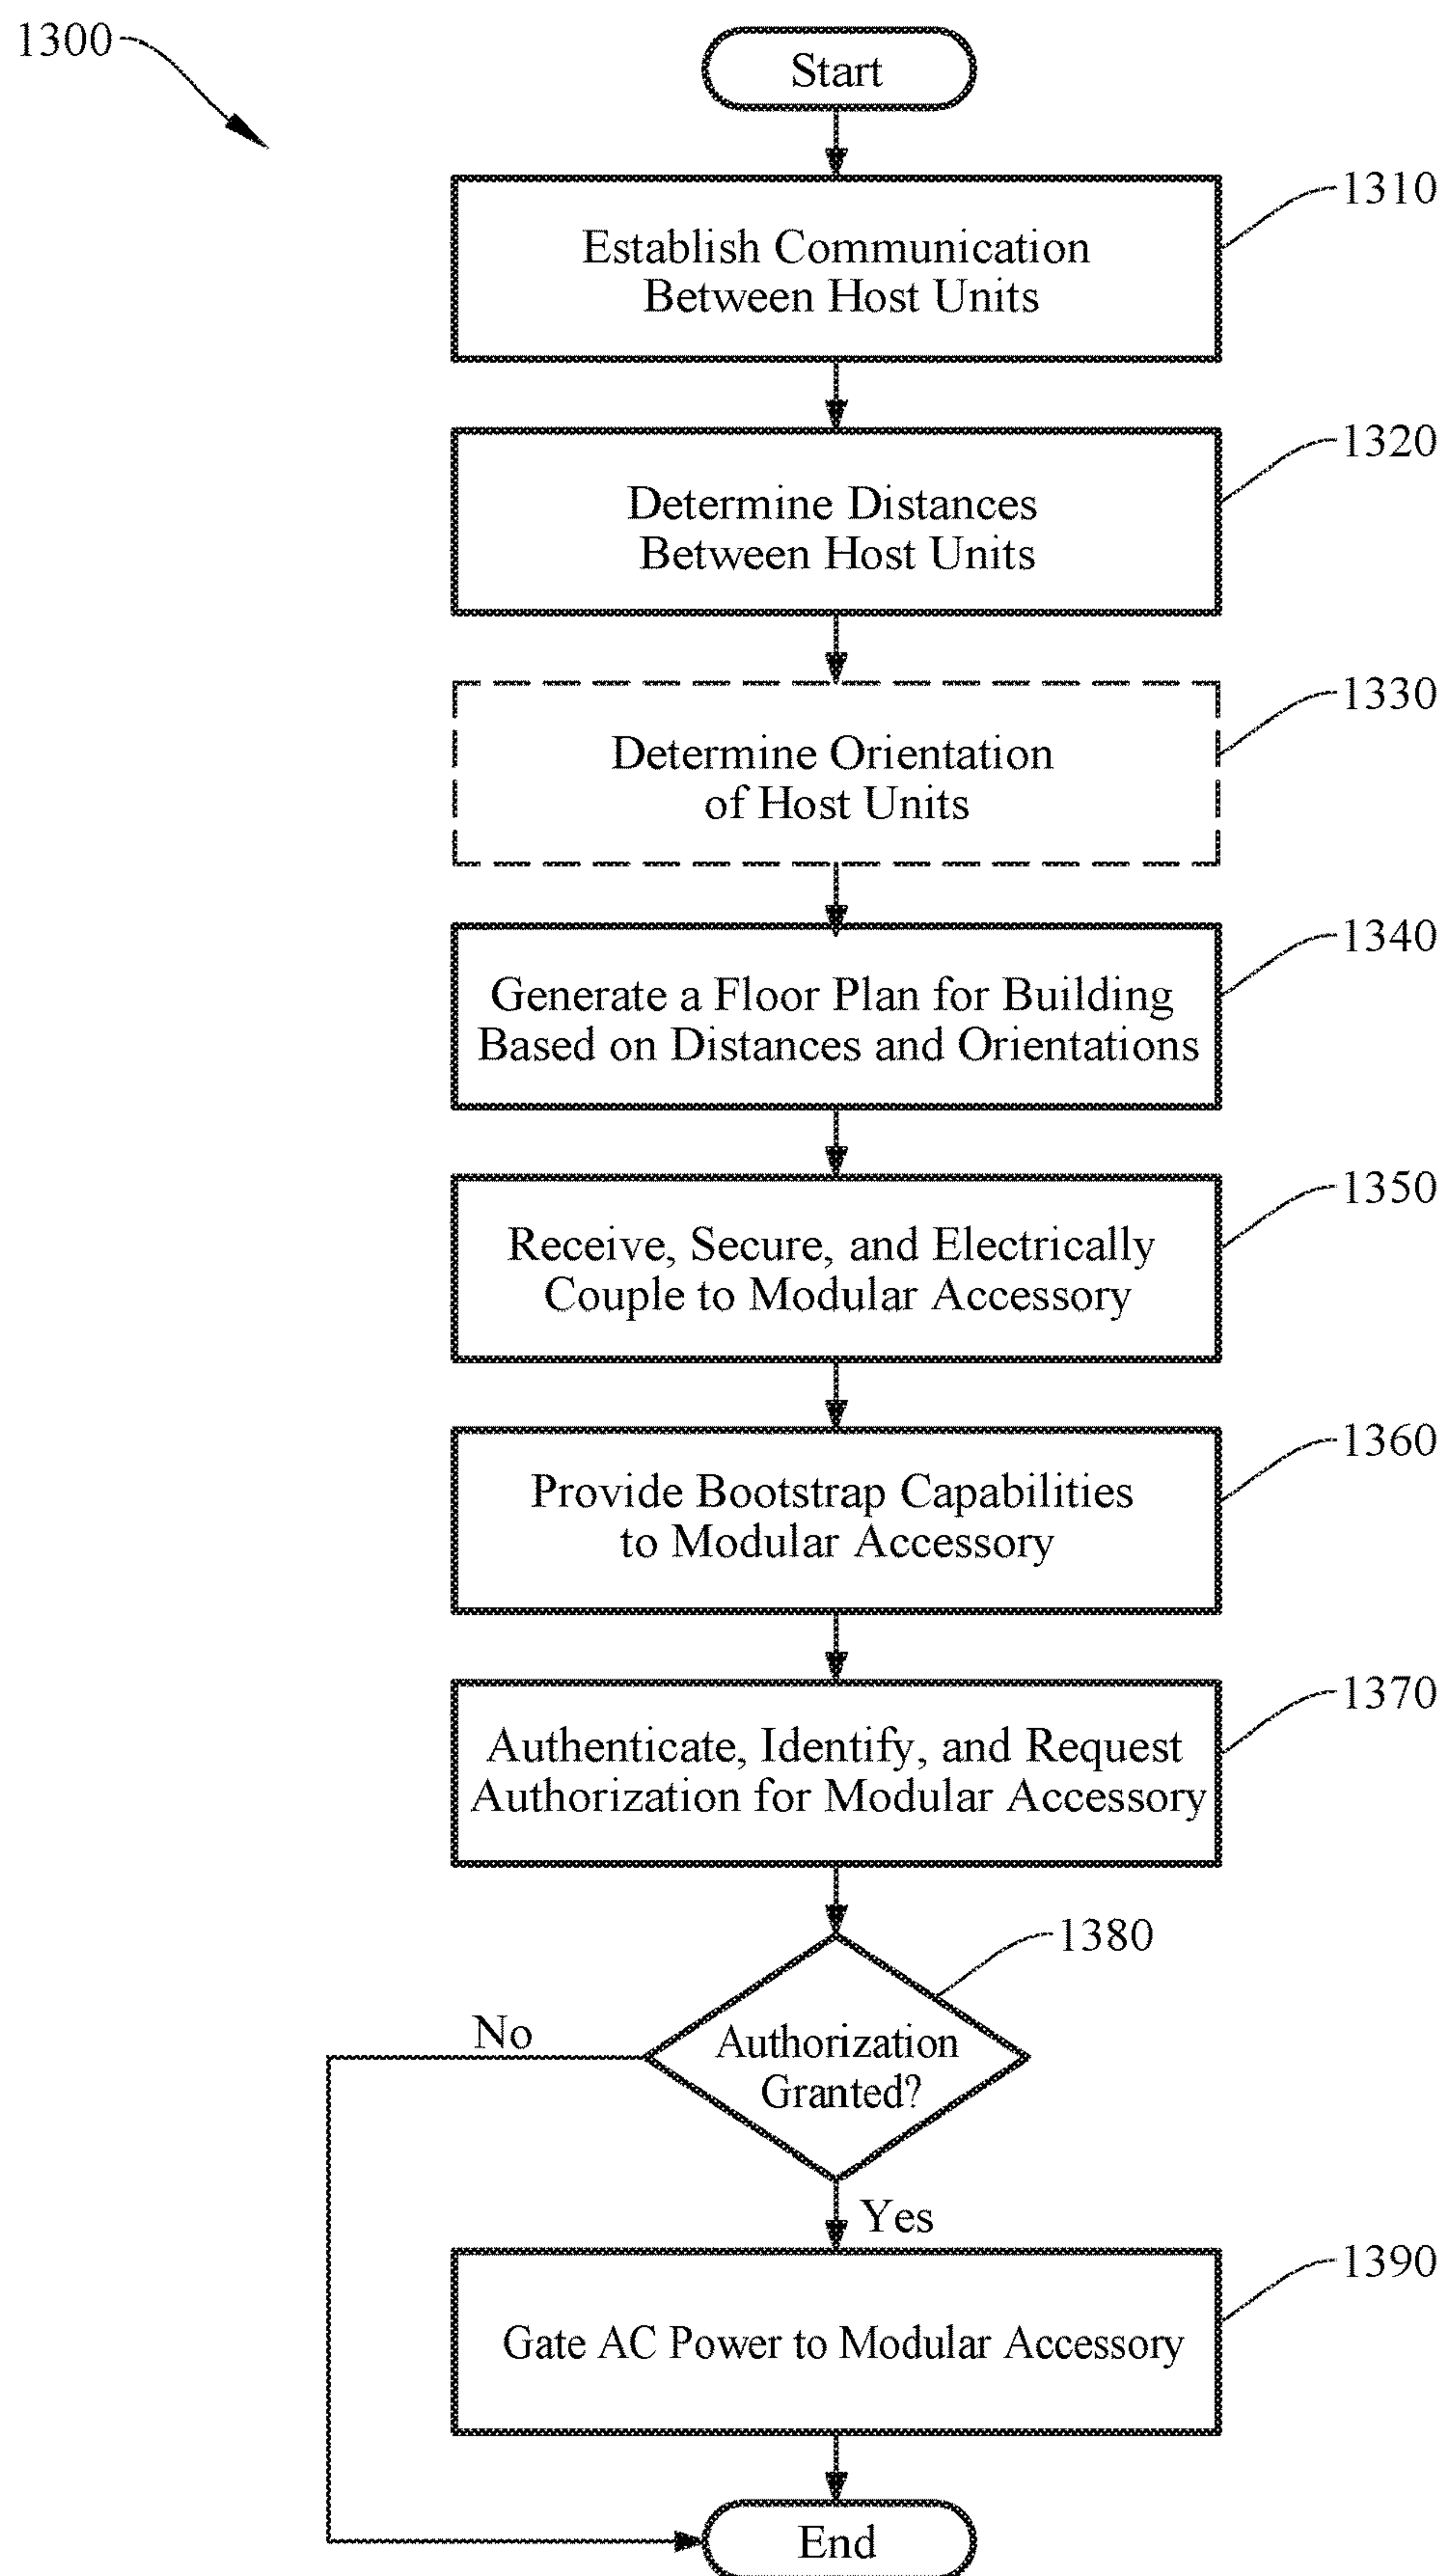 1300
Start
1310
Establish Communication
Between Host Units
1320
Determine Distances
Between Host Units
1330
Determine Orientation
of Host Units
1340
Generate a Floor Plan for Building
Based on Distances and Orientations
1350
Receive, Secure, and Electrically
Couple to Modular Accessory
1360
Provide Bootstrap Capabilities
to Modular Accessory
1370
Authenticate, Identify, and Request
Authorization for Modular Accessory
1380
No
Authorization
Granted?
Yes
1390
Gate AC Power to Modular Accessory
End